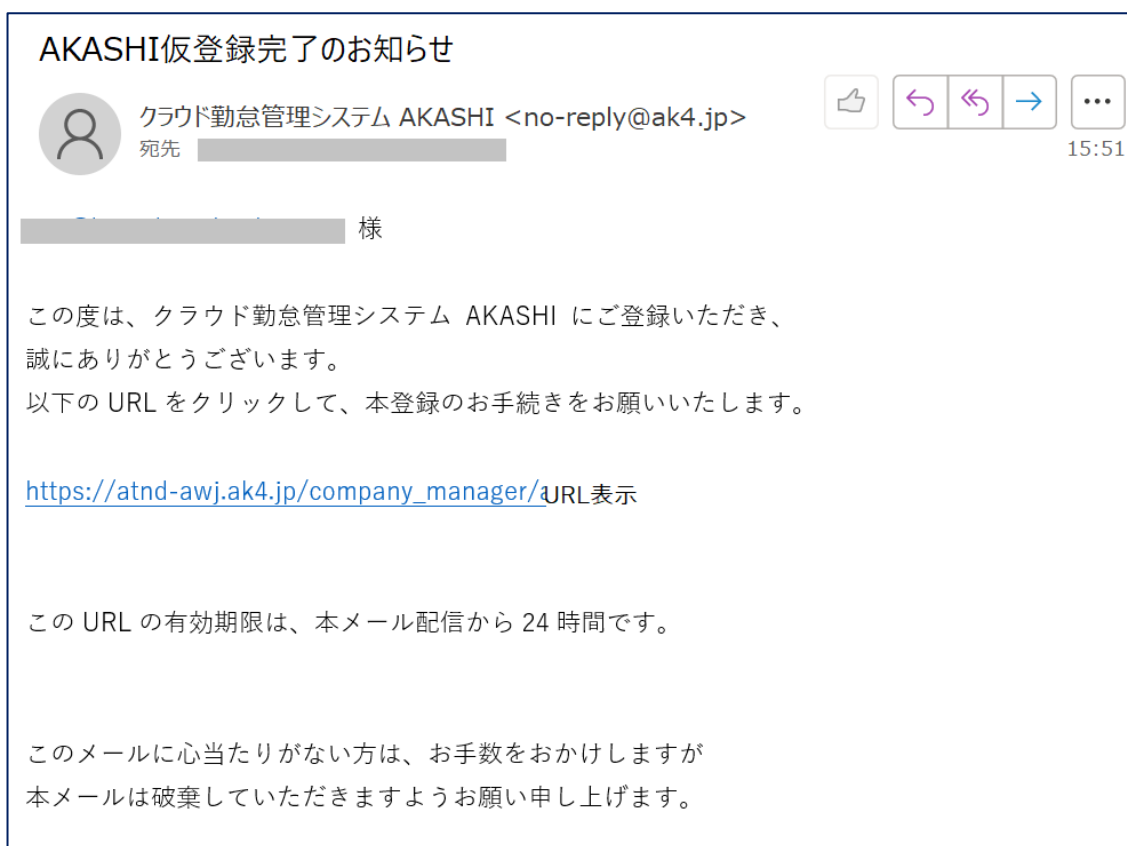 AKASHI仮登録完了のお知らせ
クラウド勤怠管理システム AKASHI <no-reply@ak4.jp>
宛先
15:51
様
この度は、クラウド勤怠管理システム AKASHI にご登録いただき、
誠にありがとうございます。
以下の URL をクリックして、本登録のお手続きをお願いいたします。
https://atnd-awj.ak4.jp/company_manager/ URL表示
この URL の有効期限は、本メール配信から 24 時間です。
このメールに心当たりがない方は、お手数をおかけしますが
本メールは破棄していただきますようお願い申し上げます。